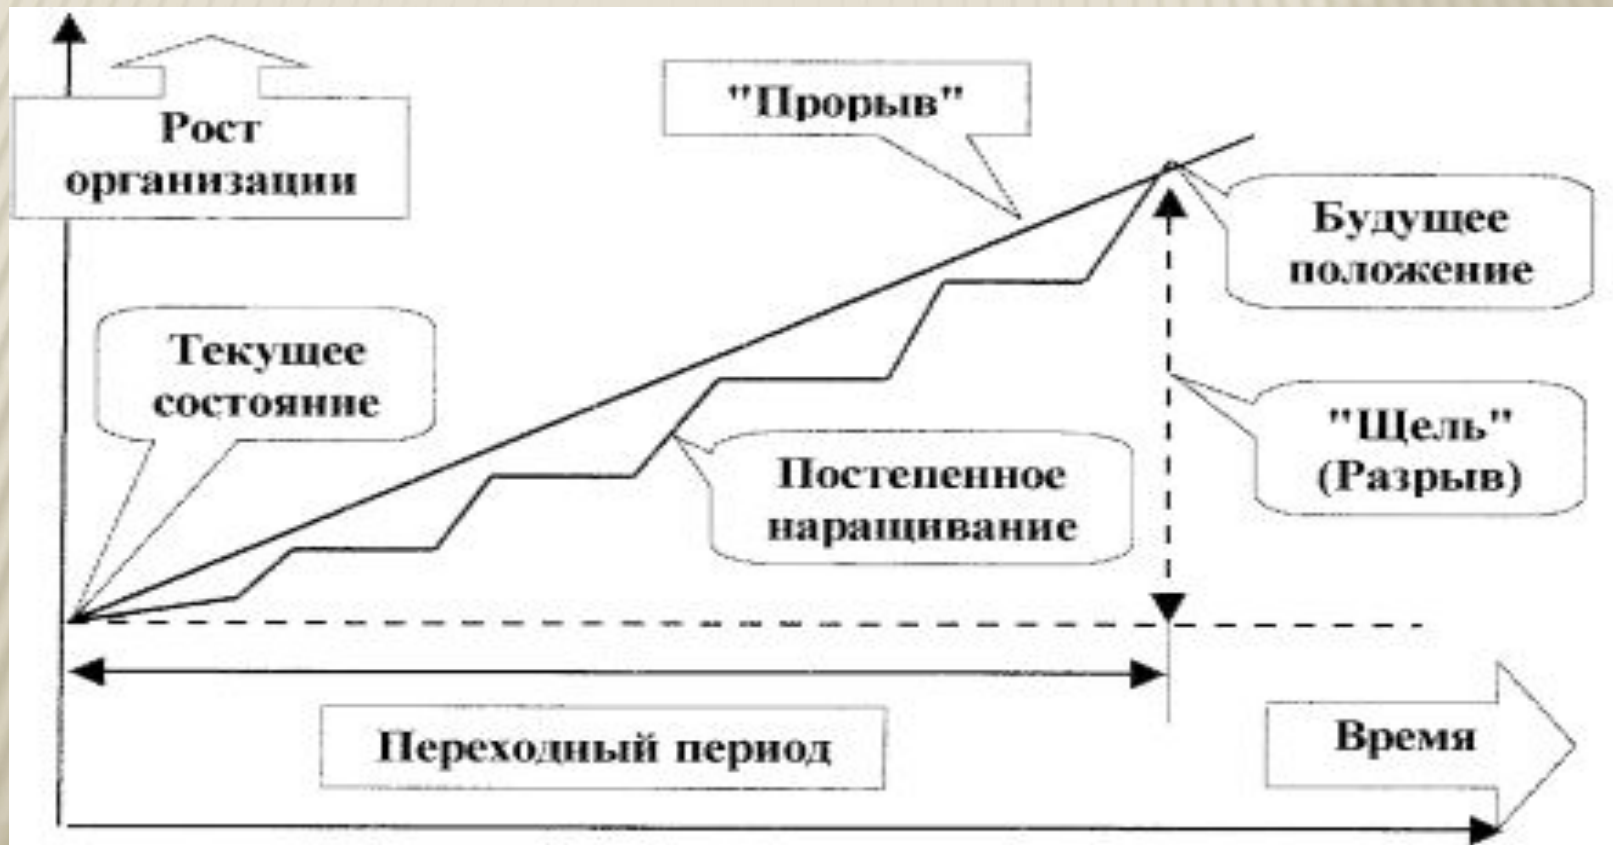 Рост
организации
"Прорыв"
Будущее
положение
Текущее
состояние
"Щель"
(Разрыв)
Постепенное
наращивание
Переходный период
Время